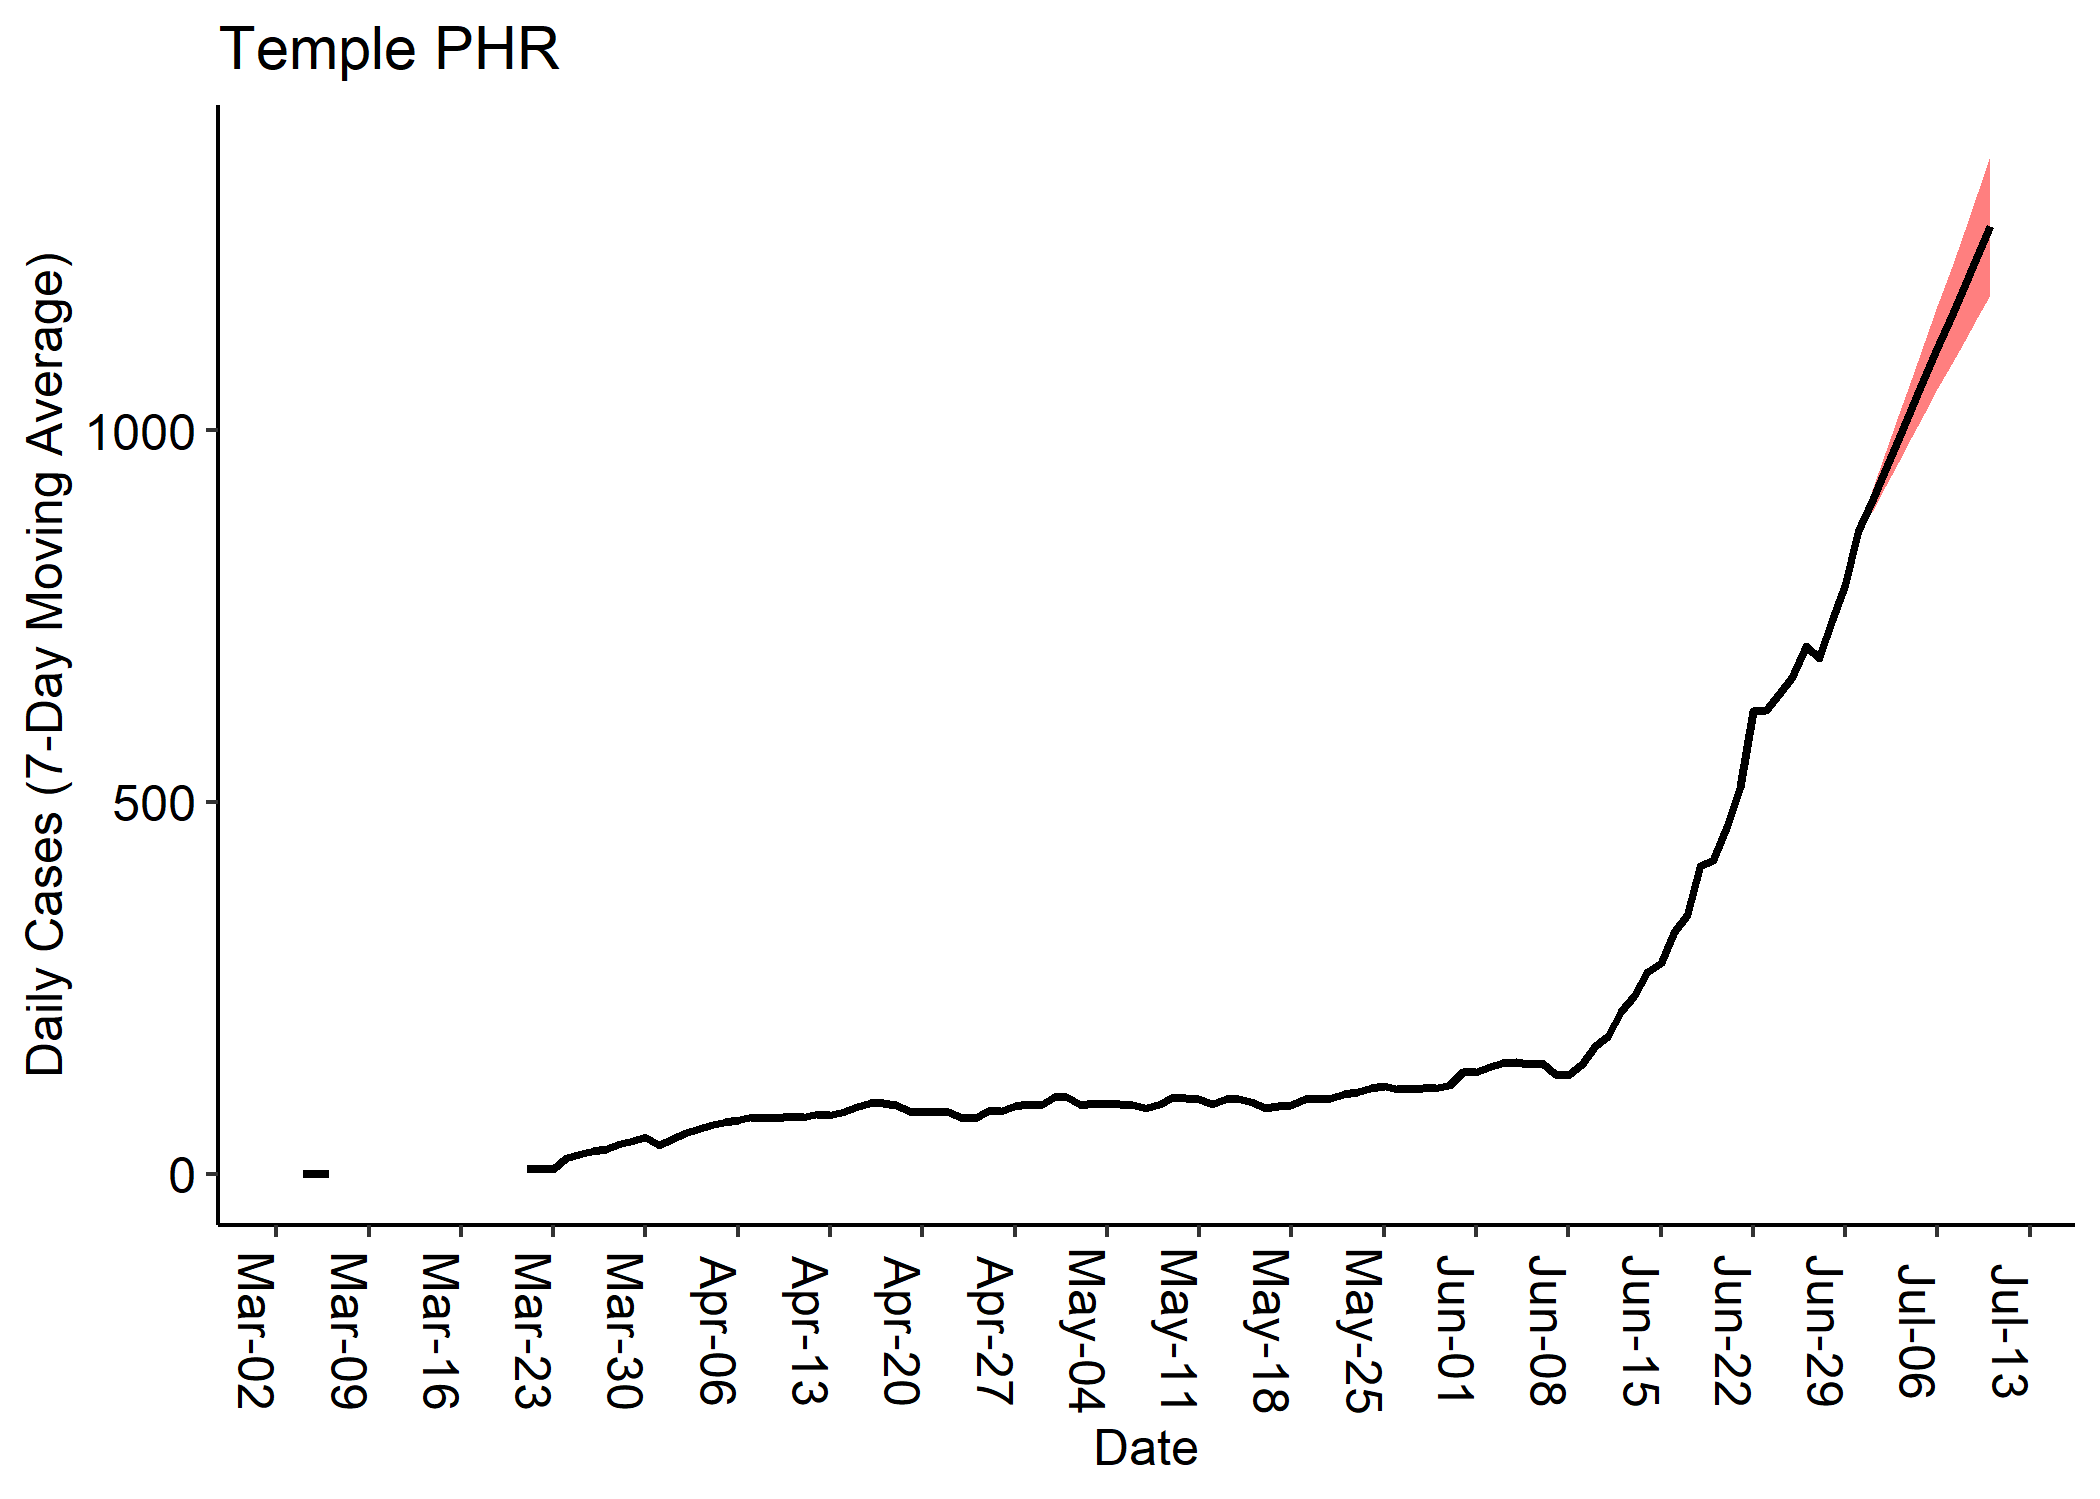 Temple PHR
Daily Cases (7-Day Moving Average)
1000
500
0
Mar-02
Mar-09
Mar-16
Mar-23
Mar-30
Apr-06
Apr-13
Apr-20
Apr-27
May-04
May-11
May-18
May-25
Jun-01
Jun-08
Jun-15
Jun-22
Jun-29
Jul-06
Jul-13
Date